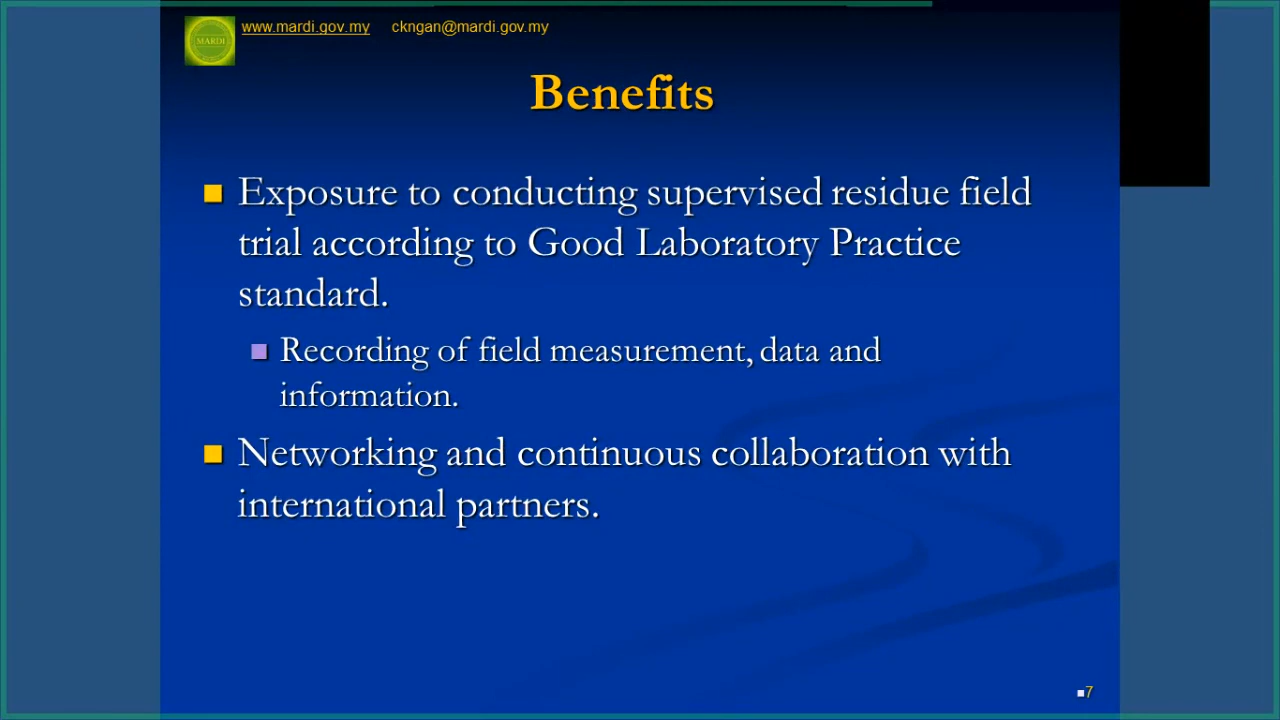 www.mardi.gov.my ckngan@mardi.gov.my
MARDI
Benefits
Exposure to conducting supervised residue field
trial according to Good Laboratory Practice
standard.
Recording of field measurement, data and
information.
Networking and continuous collaboration with
international partners.
7